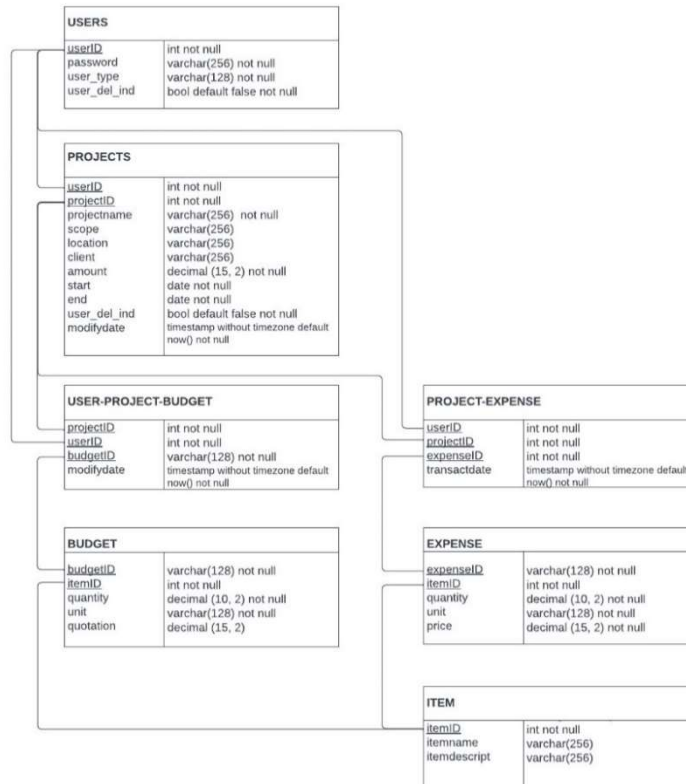 USERS
userID int not null
password varchar(256) not null
user_type varchar(128) not null
user_del_ind bool default false not null
PROJECTS
userID int not null
projectID int not null
projectname varchar(256) not null
scope varchar(256)
location varchar(256)
client varchar(256)
amount decimal (15, 2) not null
start date not null
end date not null
user_del_ind bool default false not null
modifydate timestamp without timezone default
now() not null
USER-PROJECT-BUDGET
projectID int not null
userID int not null
budgetID varchar(128) not null
modifydate timestamp without timezone default
now() not null
PROJECT-EXPENSE
userID int not null
projectID int not null
expenseID int not null
transactdate timestamp without timezone default
now() not null
BUDGET
budgetID varchar(128) not null
itemID int not null
quantity decimal (10, 2) not null
unit varchar(128) not null
quotation decimal (15, 2)
EXPENSE
expenseID varchar(128) not null
itemID int not null
quantity decimal (10, 2) not null
unit varchar(128) not null
price decimal (15, 2) not null
ITEM
itemID int not null
itemname varchar(256)
itemdescript varchar(256)